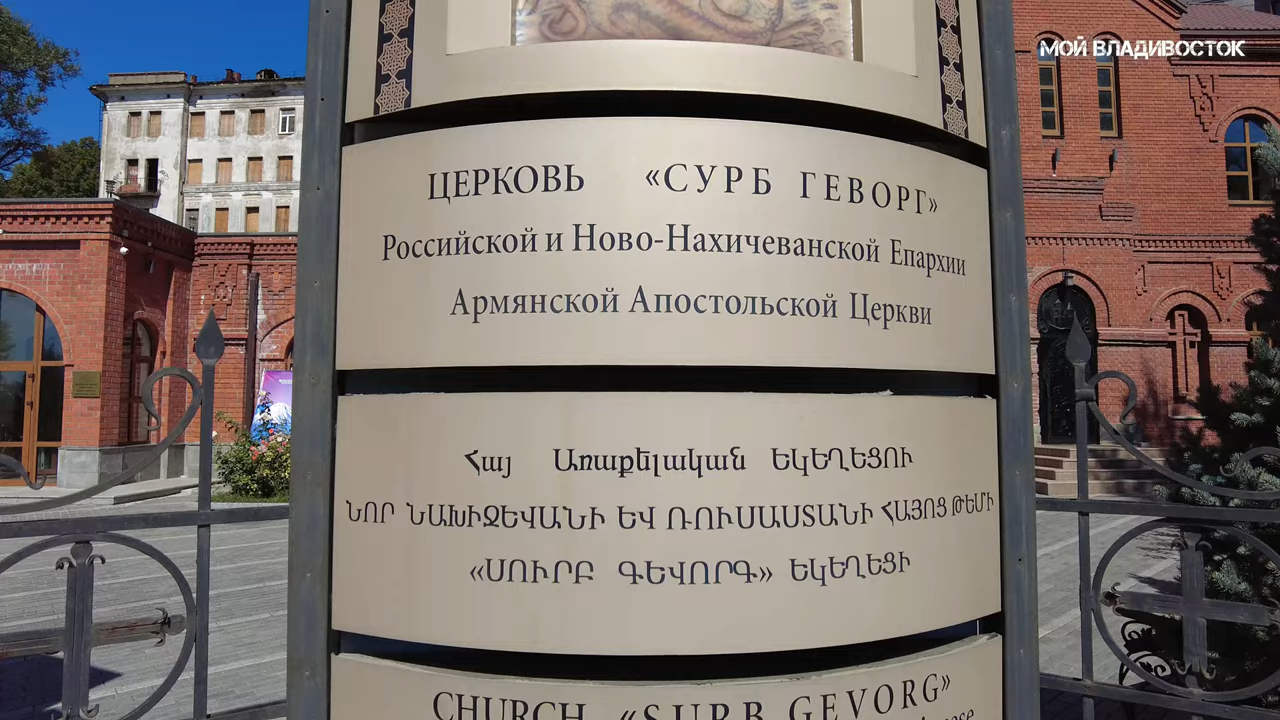 МОЙ ВЛАДИВОСТОК
ЦЕРКОВЬ «СУРБ ГЕВОРГ»
Российской и Ново-Нахичеванской Епархии
Армянской Апостольской Церкви
Հայ Առաքելական ԵԿԵՂԵՑՈՒ
ՆՈՐ ՆԱԽԻՋԵՎԱՆԻ ԵՎ ՌՈՒՍԱՍՏԱՆԻ ՀԱՅՈՑ ԹԵՄԻ
«ՍՈՒՐԲ ԳԵՎՈՐԳ» ԵԿԵՂԵՑԻ
CHURCH «SURB GEVORG»